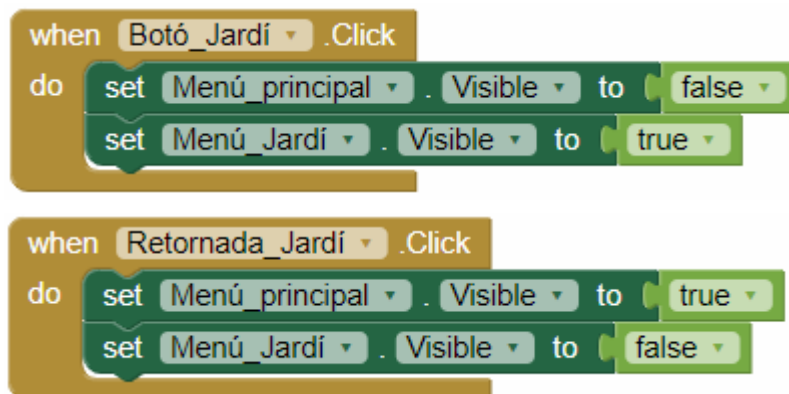 when Botó_Jardí .Click
do set Menú_principal . Visible to false
set Menú_Jardí . Visible to true
when Retornada_Jardí .Click
do set Menú_principal . Visible to true
set Menú_Jardí . Visible to false